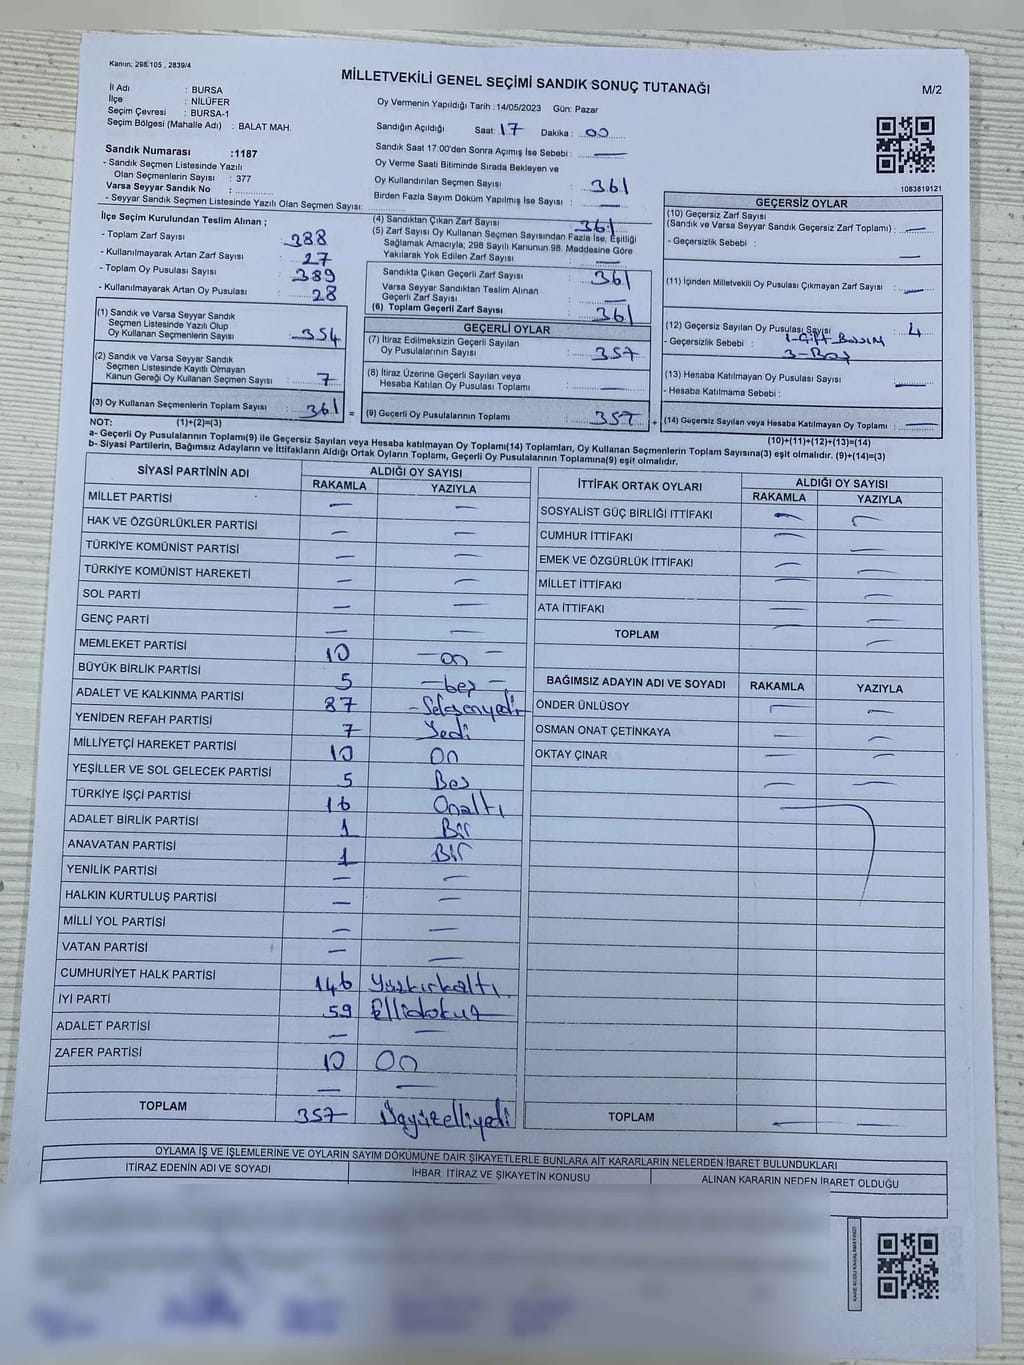 Kanun; 298.105 , 2839/4
MİLLETVEKİLİ GENEL SEÇİMİ SANDIK SONUÇ TUTANAĞI
M/2
İl Adı : BURSA
İlçe : NİLÜFER
Seçim Çevresi : BURSA-1
Seçim Bölgesi (Mahalle Adı) : BALAT MAH.
Oy Vermenin Yapıldığı Tarih :14/05/2023 Gün: Pazar
Sandığın Açıldığı Saat: 17 Dakika : 00
Sandık Saat 17:00'den Sonra Açımış İse Sebebi : —
Oy Verme Saati Bitiminde Sırada Bekleyen ve
Oy Kullandırılan Seçmen Sayısı : 361
Birden Fazla Sayım Döküm Yapılmış İse Sayısı : —
Sandık Numarası :1187
- Sandık Seçmen Listesinde Yazılı
Olan Seçmenlerin Sayısı : 377
Varsa Seyyar Sandık No :
- Seyyar Sandık Seçmen Listesinde Yazılı Olan Seçmen Sayısı:
1083819121
İlçe Seçim Kurulundan Teslim Alınan ;
- Toplam Zarf Sayısı : 388
- Kullanılmayarak Artan Zarf Sayısı : 27
- Toplam Oy Pusulası Sayısı : 389
- Kullanılmayarak Artan Oy Pusulası : 28
(1) Sandık ve Varsa Seyyar Sandık
Seçmen Listesinde Yazılı Olup
Oy Kullanan Seçmenlerin Sayısı : 354
(2) Sandık ve Varsa Seyyar Sandık
Seçmen Listesinde Kayıtlı Olmayan
Kanun Gereği Oy Kullanan Seçmen Sayısı : 7
(3) Oy Kullanan Seçmenlerin Toplam Sayısı : 361 =
(1)+(2)=(3)
(4) Sandıktan Çıkan Zarf Sayısı : 361
(5) Zarf Sayısı Oy Kullanan Seçmen Sayısından Fazla İse, Eşitliği
Sağlamak Amacıyla; 298 Sayılı Kanunun 98. Maddesine Göre
Yakılarak Yok Edilen Zarf Sayısı : —
Sandıkta Çıkan Geçerli Zarf Sayısı : 361
Varsa Seyyar Sandıktan Teslim Alınan
Geçerli Zarf Sayısı : —
(6) Toplam Geçerli Zarf Sayısı : 361
GEÇERLİ OYLAR
(7) İtiraz Edilmeksizin Geçerli Sayılan
Oy Pusulalarının Sayısı : 357
(8) İtiraz Üzerine Geçerli Sayılan veya
Hesaba Katılan Oy Pusulası Toplamı : —
(9) Geçerli Oy Pusulalarının Toplamı : 357 +
GEÇERSİZ OYLAR
(10) Geçersiz Zarf Sayısı
(Sandık ve Varsa Seyyar Sandık Geçersiz Zarf Toplamı) : —
- Geçersizlik Sebebi : —
(11) İçinden Milletvekili Oy Pusulası Çıkmayan Zarf Sayısı : —
(12) Geçersiz Sayılan Oy Pusulası Sayısı : 4
- Geçersizlik Sebebi : 1-Çift Basım
3-Boş
(13) Hesaba Katılmayan Oy Pusulası Sayısı : —
- Hesaba Katılmama Sebebi :
(14) Geçersiz Sayılan veya Hesaba Katılmayan Oy Toplamı : —
(10)+(11)+(12)+(13)=(14)
NOT:
a- Geçerli Oy Pusulalarının Toplamı(9) ile Geçersiz Sayılan veya Hesaba katılmayan Oy Toplamı(14) Toplamları, Oy Kullanan Seçmenlerin Toplam Sayısına(3) eşit olmalıdır. (9)+(14)=(3)
b- Siyasi Partilerin, Bağımsız Adayların ve İttifakların Aldığı Ortak Oyların Toplamı, Geçerli Oy Pusulalarının Toplamına(9) eşit olmalıdır.
SİYASİ PARTİNİN ADI ALDIĞI OY SAYISI
RAKAMLA YAZIYLA
MİLLET PARTİSİ — —
HAK VE ÖZGÜRLÜKLER PARTİSİ — —
TÜRKİYE KOMÜNİST PARTİSİ — —
TÜRKİYE KOMÜNİST HAREKETİ — —
SOL PARTİ — —
GENÇ PARTİ — —
MEMLEKET PARTİSİ 10 — on —
BÜYÜK BİRLİK PARTİSİ 5 — beş —
ADALET VE KALKINMA PARTİSİ 87 - Seksenyedi
YENİDEN REFAH PARTİSİ 7 Yedi
MİLLİYETÇİ HAREKET PARTİSİ 10 On
YEŞİLLER VE SOL GELECEK PARTİSİ 5 Beş
TÜRKİYE İŞÇİ PARTİSİ 16 Onaltı
ADALET BİRLİK PARTİSİ 1 Bir
ANAVATAN PARTİSİ 1 Bir
YENİLİK PARTİSİ — —
HALKIN KURTULUŞ PARTİSİ — —
MİLLİ YOL PARTİSİ — —
VATAN PARTİSİ — —
CUMHURİYET HALK PARTİSİ 146 Yüzkırkaltı
İYİ PARTİ 59 Ellidokuz
ADALET PARTİSİ — —
ZAFER PARTİSİ 10 On
— —
TOPLAM 357 Üçyüzelliyedi
İTTİFAK ORTAK OYLARI ALDIĞI OY SAYISI
RAKAMLA YAZIYLA
SOSYALİST GÜÇ BİRLİĞİ İTTİFAKI — —
CUMHUR İTTİFAKI — —
EMEK VE ÖZGÜRLÜK İTTİFAKI — —
MİLLET İTTİFAKI — —
ATA İTTİFAKI — —
TOPLAM — —
BAĞIMSIZ ADAYIN ADI VE SOYADI RAKAMLA YAZIYLA
ÖNDER ÜNLÜSOY — —
OSMAN ONAT ÇETİNKAYA — —
OKTAY ÇINAR — —
— —
TOPLAM — —
OYLAMA İŞ VE İŞLEMLERİNE VE OYLARIN SAYIM DÖKÜMÜNE DAİR ŞİKAYETLERLE BUNLARA AİT KARARLARIN NELERDEN İBARET BULUNDUKLARI
İTİRAZ EDENİN ADI VE SOYADI İHBAR, İTİRAZ VE ŞİKAYETİN KONUSU ALINAN KARARIN NEDEN İBARET OLDUĞU